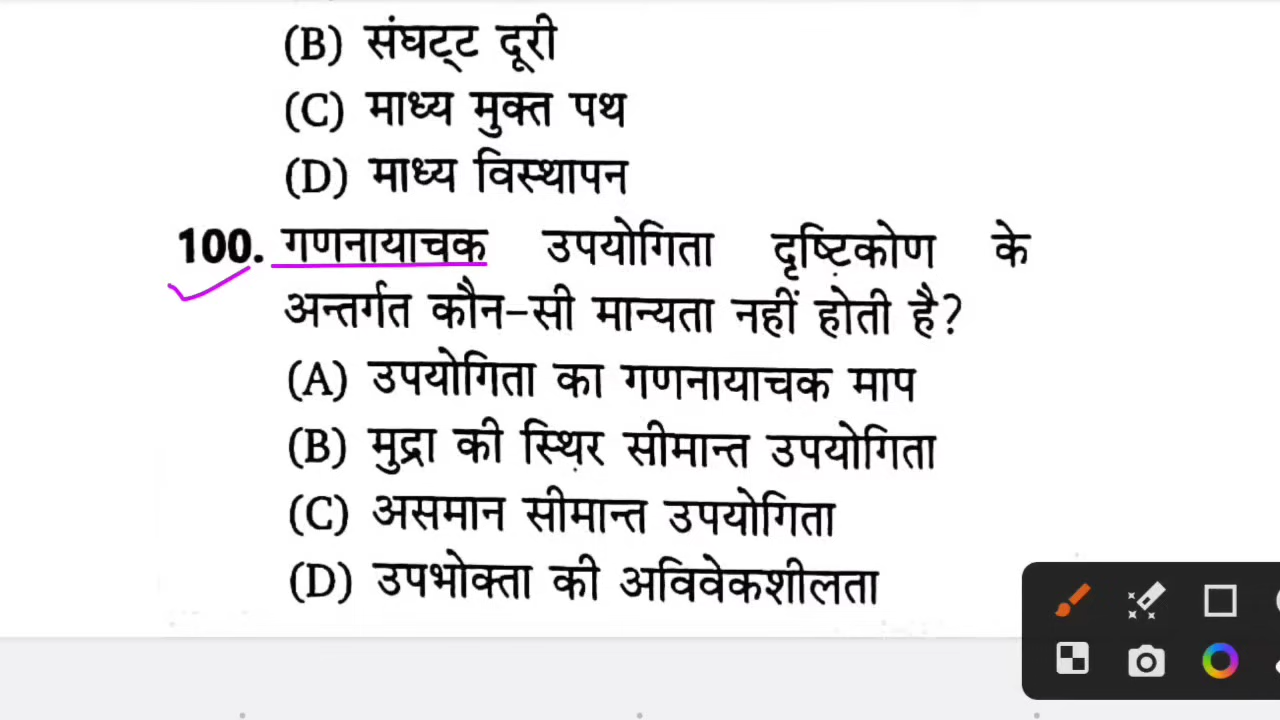 (B) संघट्ट दूरी
(C) माध्य मुक्त पथ
(D) माध्य विस्थापन
100. गणनायाचक उपयोगिता दृष्टिकोण के
अन्तर्गत कौन-सी मान्यता नहीं होती है?
(A) उपयोगिता का गणनायाचक माप
(B) मुद्रा की स्थिर सीमान्त उपयोगिता
(C) असमान सीमान्त उपयोगिता
(D) उपभोक्ता की अविवेकशीलता